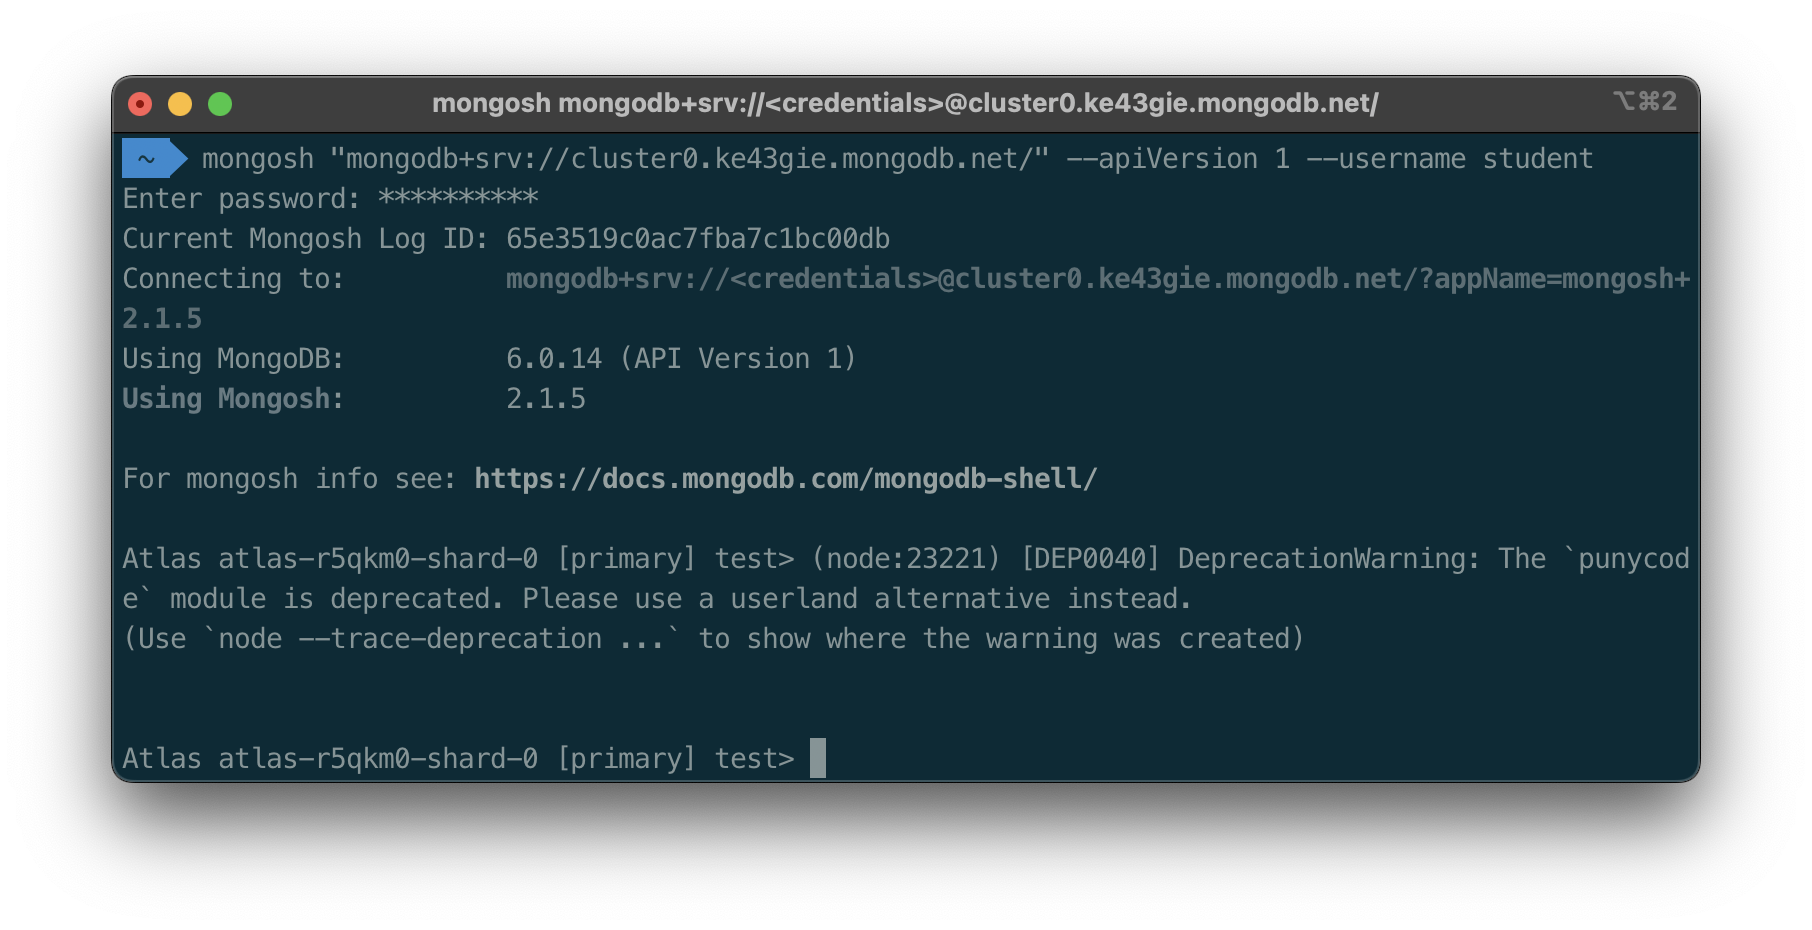 mongosh mongodb+srv://<credentials>@cluster0.ke43gie.mongodb.net/ ⌥⌘2
~ mongosh "mongodb+srv://cluster0.ke43gie.mongodb.net/" --apiVersion 1 --username student
Enter password: **********
Current Mongosh Log ID: 65e3519c0ac7fba7c1bc00db
Connecting to: mongodb+srv://<credentials>@cluster0.ke43gie.mongodb.net/?appName=mongosh+
2.1.5
Using MongoDB: 6.0.14 (API Version 1)
Using Mongosh: 2.1.5
For mongosh info see: https://docs.mongodb.com/mongodb-shell/
Atlas atlas-r5qkm0-shard-0 [primary] test> (node:23221) [DEP0040] DeprecationWarning: The `punycod
e` module is deprecated. Please use a userland alternative instead.
(Use `node --trace-deprecation ...` to show where the warning was created)
Atlas atlas-r5qkm0-shard-0 [primary] test>